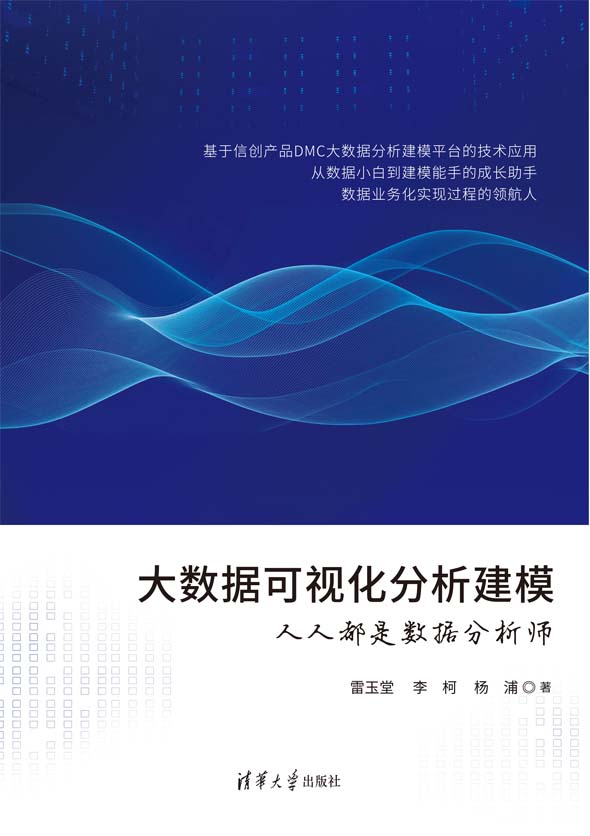 基于信创产品DMC大数据分析建模平台的技术应用
从数据小白到建模能手的成长助手
数据业务化实现过程的领航人
大数据可视化分析建模
人人都是数据分析师
雷玉堂 李 柯 杨 浦◎著
清华大学出版社